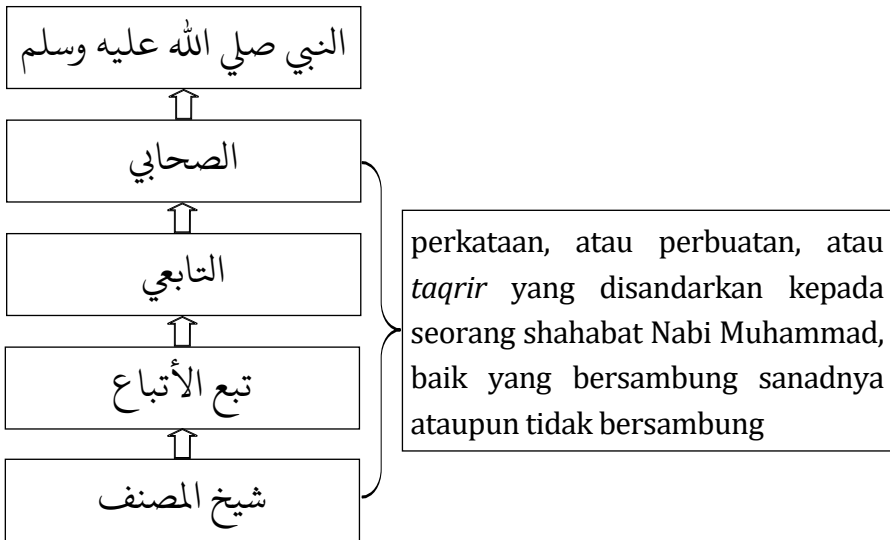 النبي صلي الله عليه وسلم
الصحابي
التابعي
تبع الأتباع
شيخ المصنف
perkataan, atau perbuatan, atau
taqrir yang disandarkan kepada
seorang shahabat Nabi Muhammad,
baik yang bersambung sanadnya
ataupun tidak bersambung